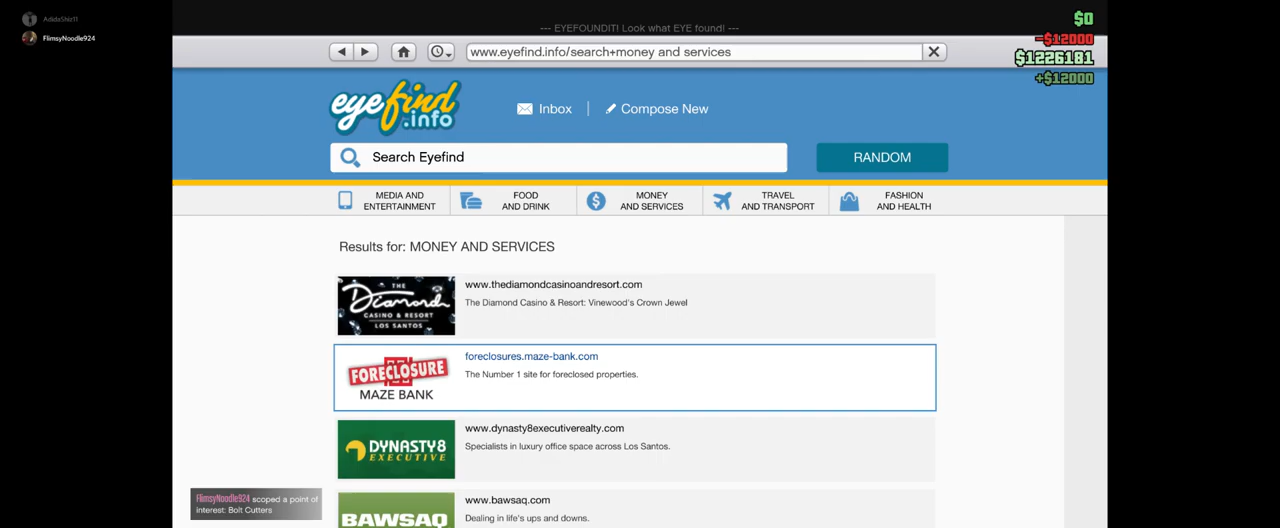 AdidaShiz11
FlimsyNoodle924
--- EYEFOUNDIT! Look what EYE found! ---
$0
-$12000
$1226181
+$12000
www.eyefind.info/search+money and services
eyefind
.info
Inbox
Compose New
Search Eyefind
RANDOM
MEDIA AND
ENTERTAINMENT
FOOD
AND DRINK
MONEY
AND SERVICES
TRAVEL
AND TRANSPORT
FASHION
AND HEALTH
Results for: MONEY AND SERVICES
THE
Diamond
CASINO & RESORT
LOS SANTOS
www.thediamondcasinoandresort.com
The Diamond Casino & Resort: Vinewood's Crown Jewel
FORECLOSURE
MAZE BANK
foreclosures.maze-bank.com
The Number 1 site for foreclosed properties.
DYNASTY8
EXECUTIVE
www.dynasty8executiverealty.com
Specialists in luxury office space across Los Santos.
BAWSAQ
www.bawsaq.com
Dealing in life's ups and downs.
FlimsyNoodle924 scoped a point of
interest: Bolt Cutters